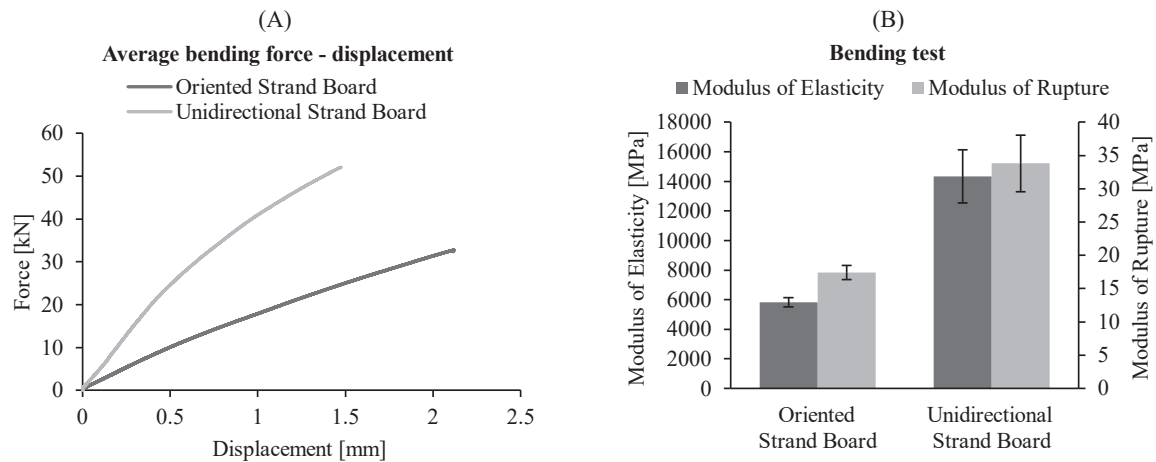 (A)
Average bending force - displacement
Oriented Strand Board
Unidirectional Strand Board
60
50
40
30
20
10
0
Force [kN]
0 0.5 1 1.5 2 2.5
Displacement [mm]
(B)
Bending test
Modulus of Elasticity Modulus of Rupture
18000
16000
14000
12000
10000
8000
6000
4000
2000
0
Modulus of Elasticity [MPa]
40
35
30
25
20
15
10
5
0
Modulus of Rupture [MPa]
Oriented
Strand Board
Unidirectional
Strand Board